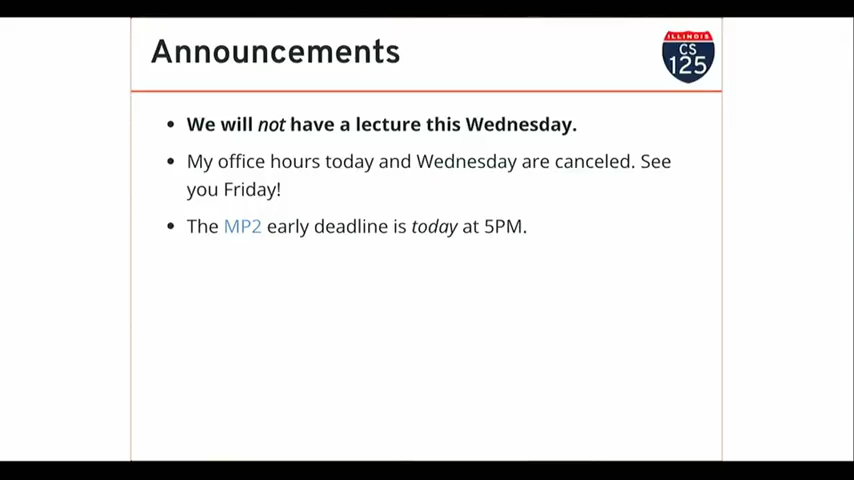 Announcements
ILLINOIS
CS
125
We will not have a lecture this Wednesday.
My office hours today and Wednesday are canceled. See
you Friday!
The MP2 early deadline is today at 5PM.